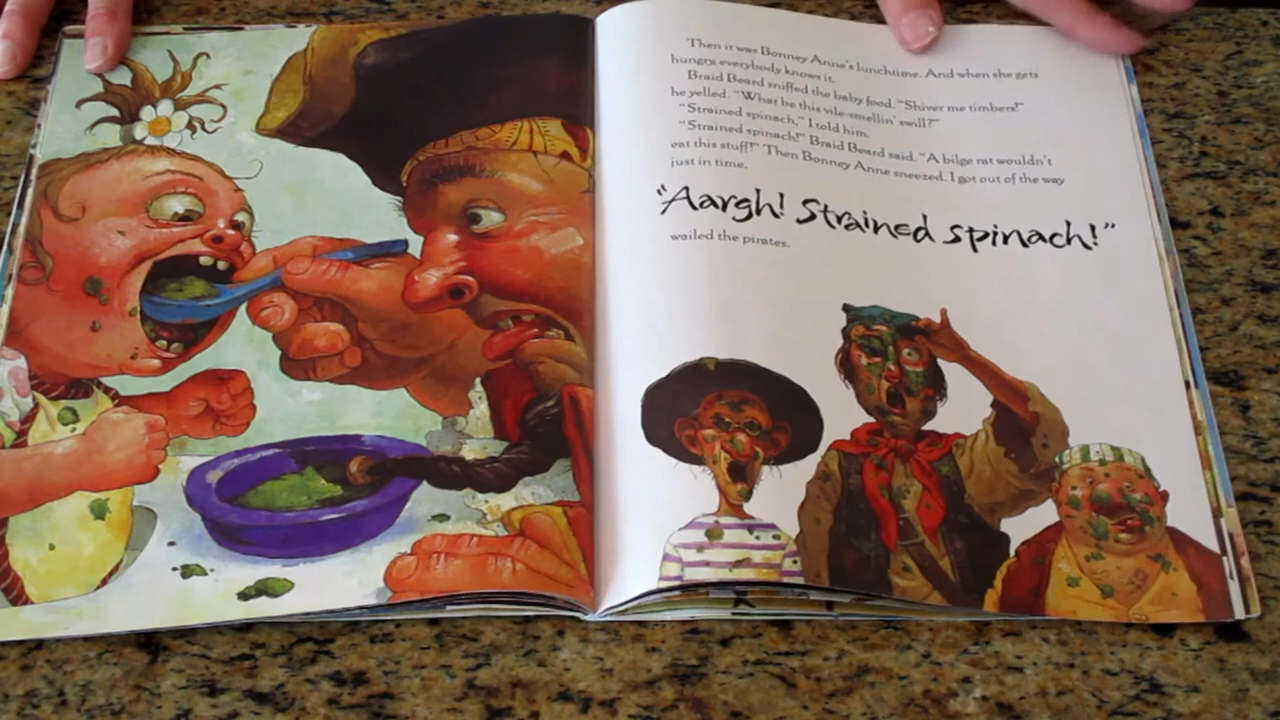 Then it was Bonney Anne's lunchtime. And when she gets
hungry, everybody knows it.
Braid Beard sniffed the baby food. "Shiver me timbers!"
he yelled. "What be this vile-smellin' swill?"
"Strained spinach," I told him.
"Strained spinach!" Braid Beard said. "A bilge rat wouldn't
eat this stuff!" Then Bonney Anne sneezed. I got out of the way
just in time.
"Aargh! Strained spinach!"
wailed the pirates.